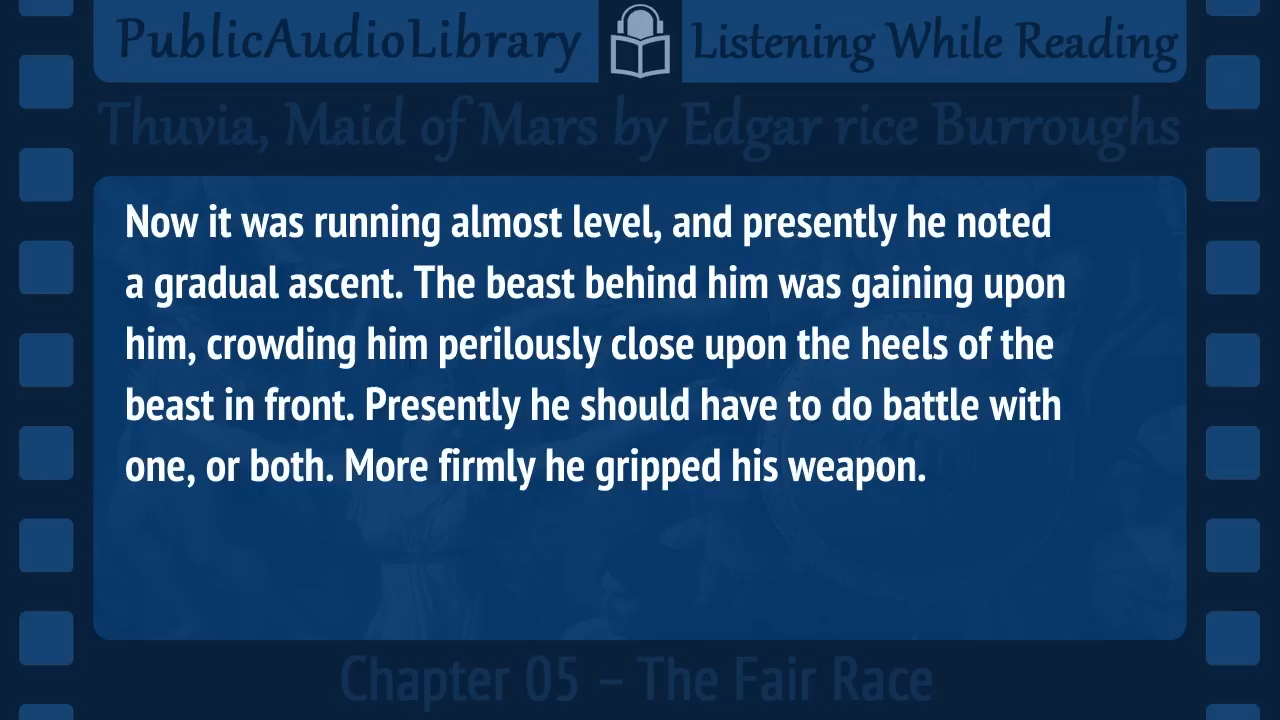 PublicAudioLibrary Listening While Reading
Thuvia, Maid of Mars by Edgar rice Burroughs
Now it was running almost level, and presently he noted
a gradual ascent. The beast behind him was gaining upon
him, crowding him perilously close upon the heels of the
beast in front. Presently he should have to do battle with
one, or both. More firmly he gripped his weapon.
Chapter 05 – The Fair Race